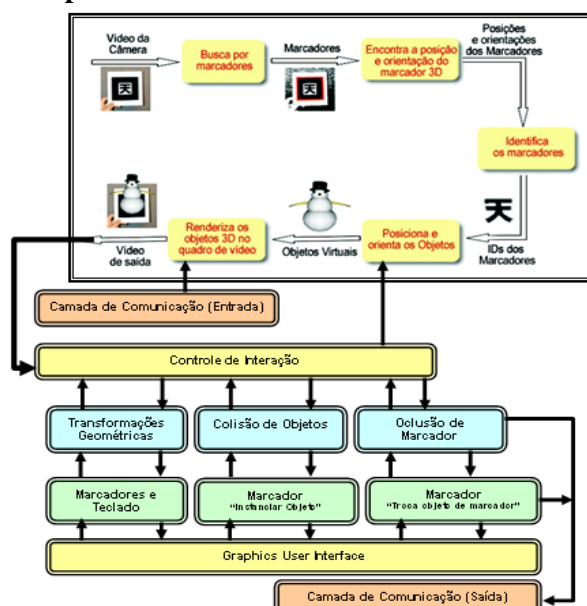 Video da
Câmera
Busca por
marcadores
Marcadores
Encontra a posição
e orientação do
marcador 3D
Posições
e orientações
dos Marcadores
Identifica
os marcadores
天
IDs dos
Marcadores
Posiciona e
orienta os Objetos
Objetos Virtuais
Renderiza os
objetos 3D no
quadro de vídeo
Vídeo
de saída
Camada de Comunicação (Entrada)
Controle de Interação
Transformações
Geométricas
Colisão de Objetos
Oclusão de
Marcador
Marcadores e
Teclado
Marcador
"Instanciar Objeto"
Marcador
"Troca objeto de marcador"
Graphics User Interface
Camada de Comunicação (Saída)